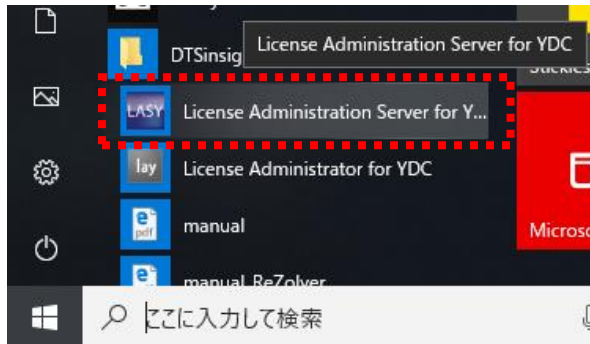 DTSinsig
License Administration Server for YDC
LASY
License Administration Server for Y...
lay
License Administrator for YDC
pdf
manual
Micros
manual_ReZolver
ここに入力して検索